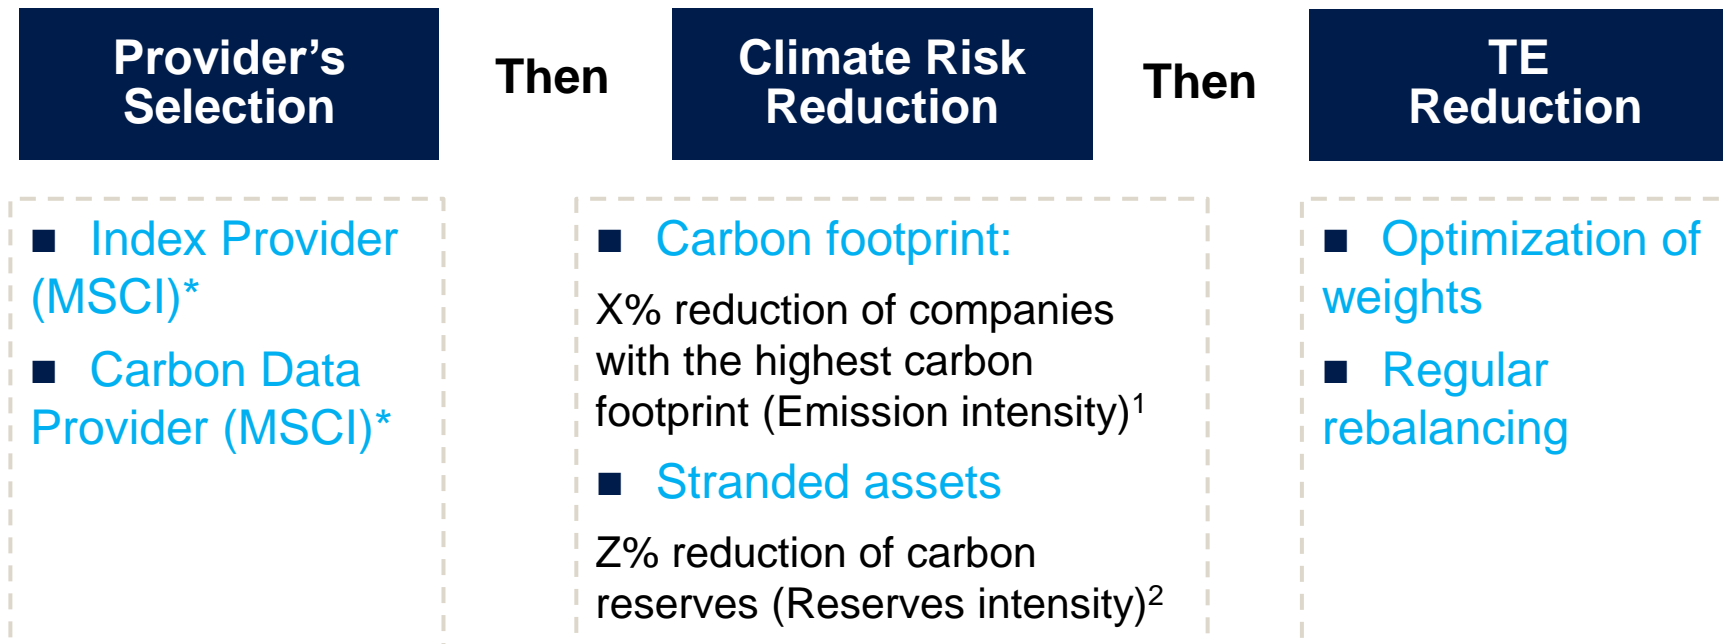 Provider’s
Selection
Then
Climate Risk
Reduction
Then
TE
Reduction
■ Index Provider
(MSCI)*
■ Carbon Data
Provider (MSCI)*
■ Carbon footprint:
X% reduction of companies
with the highest carbon
footprint (Emission intensity)¹
■ Stranded assets
Z% reduction of carbon
reserves (Reserves intensity)²
■ Optimization of
weights
■ Regular
rebalancing